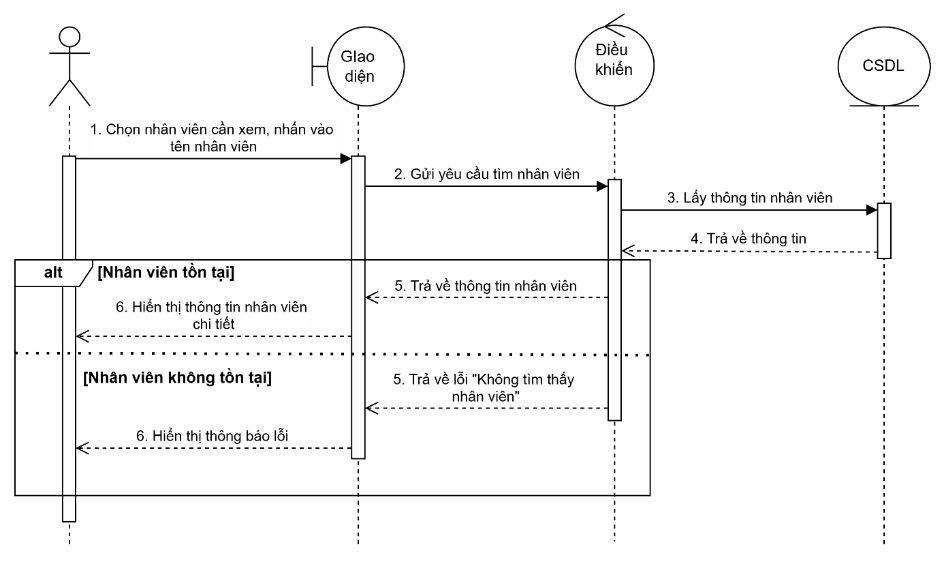 GIao
diện
Điều
khiển
CSDL
1. Chọn nhân viên cần xem, nhấn vào
tên nhân viên
2. Gửi yêu cầu tìm nhân viên
3. Lấy thông tin nhân viên
4. Trả về thông tin
alt
[Nhân viên tồn tại]
5. Trả về thông tin nhân viên
6. Hiển thị thông tin nhân viên
chi tiết
[Nhân viên không tồn tại]
5. Trả về lỗi "Không tìm thấy
nhân viên"
6. Hiển thị thông báo lỗi